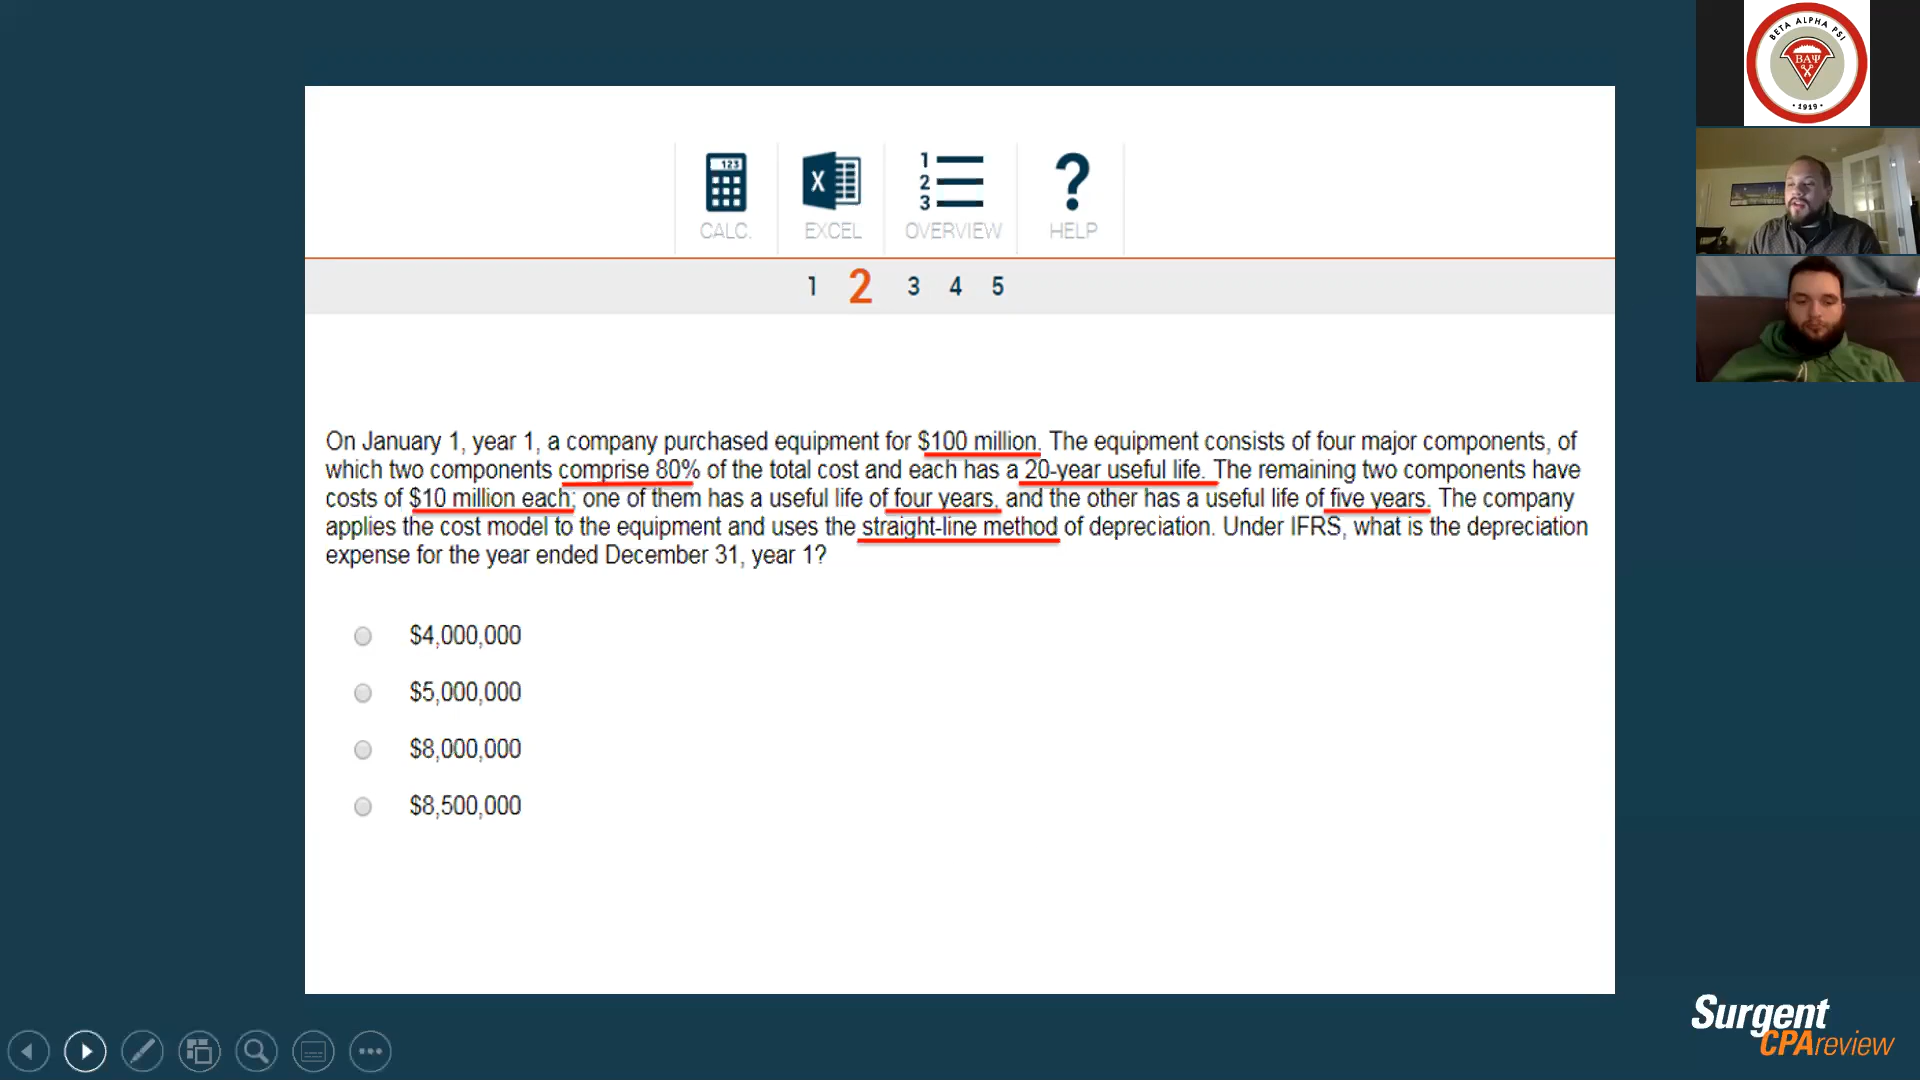 BETA ALPHA PSI
ΒΑΨ
• 1919 •
123
X
1
2
3
?
CALC.
EXCEL
OVERVIEW
HELP
1 2 3 4 5
On January 1, year 1, a company purchased equipment for $100 million. The equipment consists of four major components, of
which two components comprise 80% of the total cost and each has a 20-year useful life. The remaining two components have
costs of $10 million each; one of them has a useful life of four years, and the other has a useful life of five years. The company
applies the cost model to the equipment and uses the straight-line method of depreciation. Under IFRS, what is the depreciation
expense for the year ended December 31, year 1?
$4,000,000
$5,000,000
$8,000,000
$8,500,000
Surgent
CPAreview